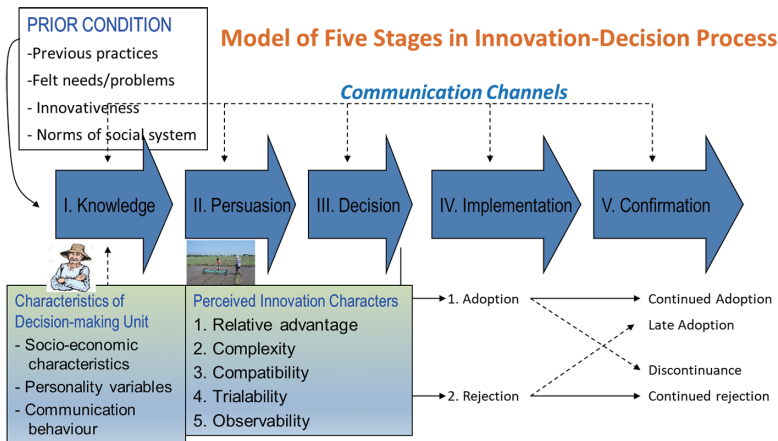 PRIOR CONDITION
-Previous practices
-Felt needs/problems
- Innovativeness
- Norms of social system
Model of Five Stages in Innovation-Decision Process
Communication Channels
I. Knowledge
II. Persuasion
III. Decision
IV. Implementation
V. Confirmation
Characteristics of
Decision-making Unit
- Socio-economic
characteristics
- Personality variables
- Communication
behaviour
Perceived Innovation Characters
1. Relative advantage
2. Complexity
3. Compatibility
4. Trialability
5. Observability
1. Adoption
2. Rejection
Continued Adoption
Late Adoption
Discontinuance
Continued rejection